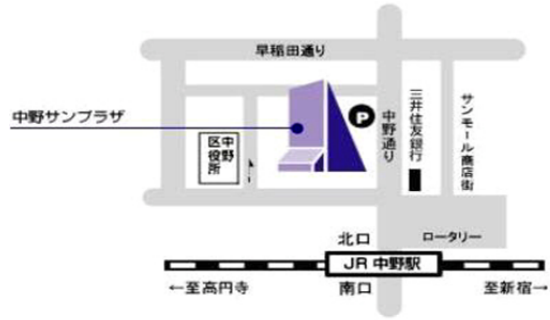 早稲田通り
中野サンプラザ
P
中野通り
三井住友銀行
サンモール商店街
中野
区役所
北口
ロータリー
JR 中野駅
←至高円寺
南口
至新宿→